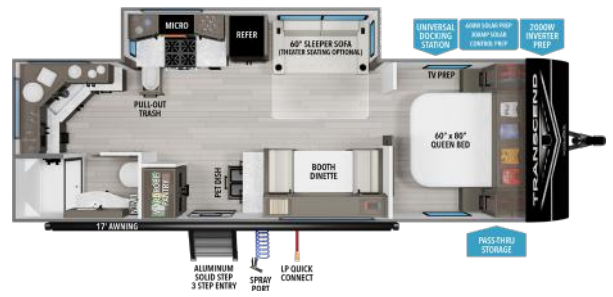 UNIVERSAL
DOCKING
STATION
600W SOLAR PREP
30AMP SOLAR
CONTROL PREP
2000W
INVERTER
PREP
MICRO
REFER
60" SLEEPER SOFA
(THEATER SEATING OPTIONAL)
TV PREP
PULL-OUT
TRASH
60" x 80"
QUEEN BED
TRANSCEND
BOOTH
DINETTE
PET DISH
PANTRY
LINEN
17' AWNING
PASS-THRU
STORAGE
ALUMINUM
SOLID STEP
3 STEP ENTRY
SPRAY
PORT
LP QUICK
CONNECT